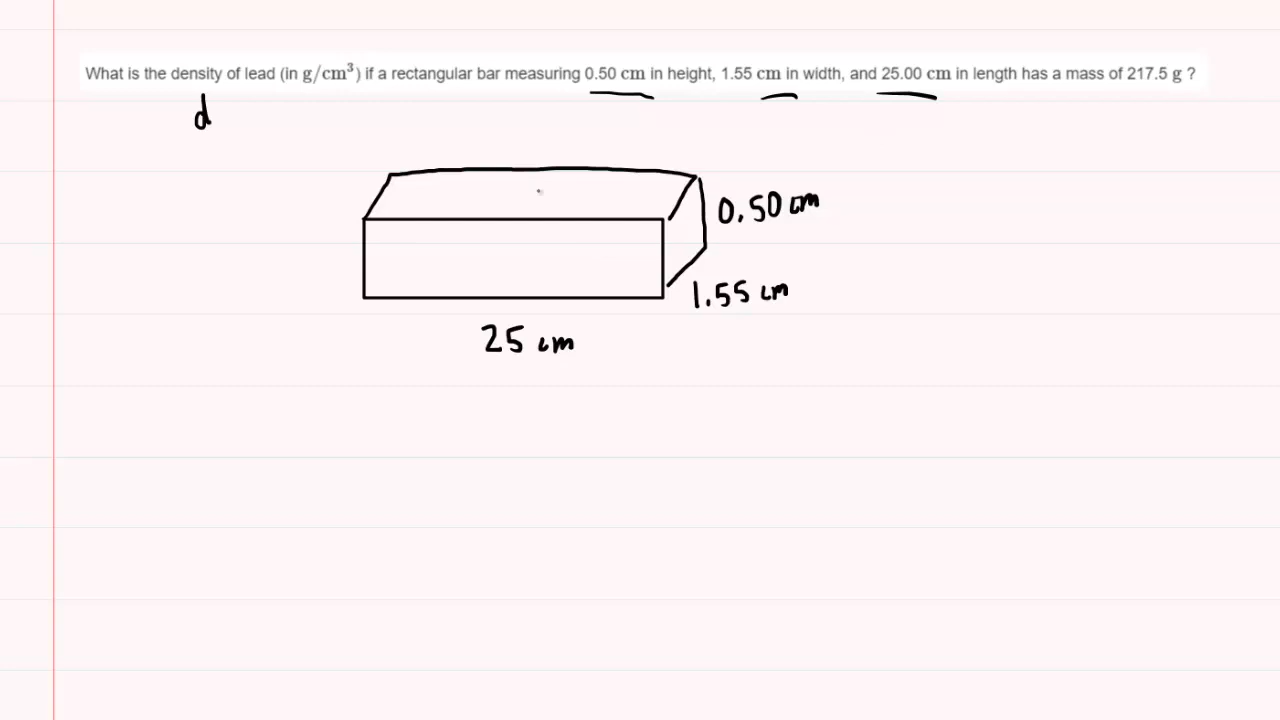 What is the density of lead (in g/cm³) if a rectangular bar measuring 0.50 cm in height, 1.55 cm in width, and 25.00 cm in length has a mass of 217.5 g ?
d
0.50 cm
1.55 cm
25 cm